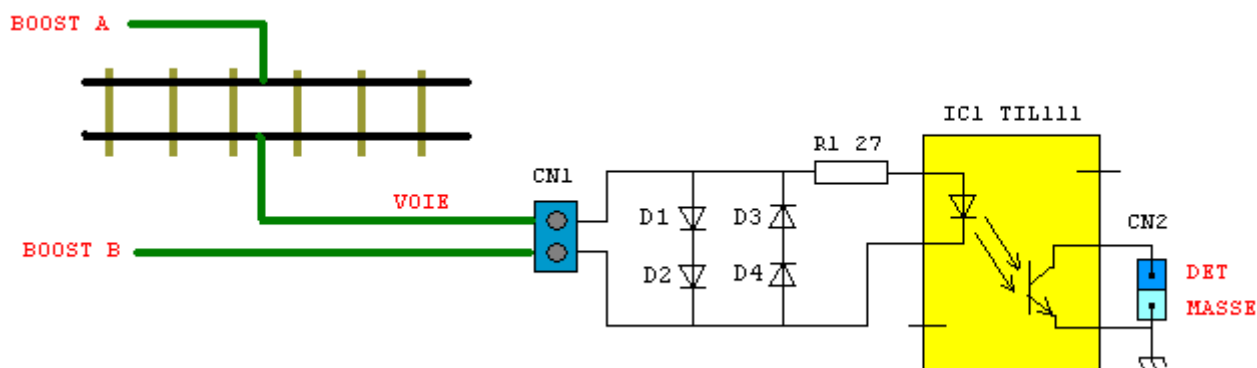 BOOST A
IC1 TIL111
R1 27
CN1
VOIE
D1
D3
CN2
BOOST B
D2
D4
DET
MASSE